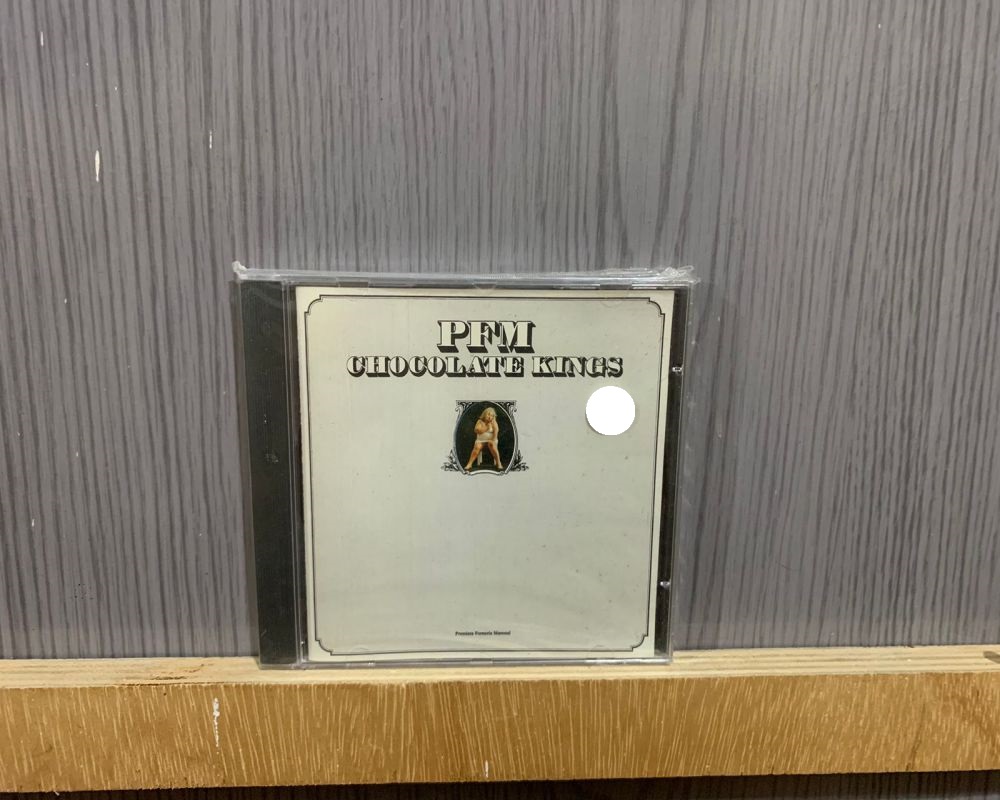 PFM
CHOCOLATE KINGS
Premiata Forneria Marconi